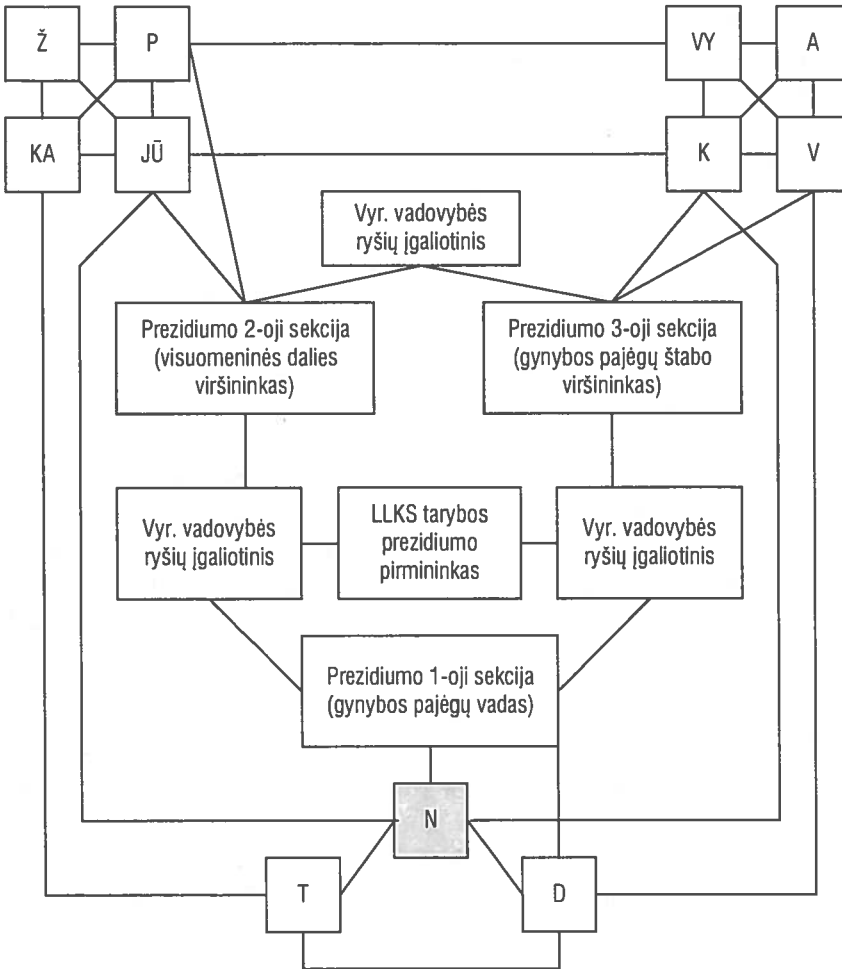 Ž
P
VY
A
KA
JŪ
K
V
Vyr. vadovybės
ryšių įgaliotinis
Prezidiumo 2-oji sekcija
(visuomeninės dalies
viršininkas)
Prezidiumo 3-oji sekcija
(gynybos pajėgų štabo
viršininkas)
Vyr. vadovybės
ryšių įgaliotinis
LLKS tarybos
prezidiumo
pirmininkas
Vyr. vadovybės
ryšių įgaliotinis
Prezidiumo 1-oji sekcija
(gynybos pajėgų vadas)
N
T
D